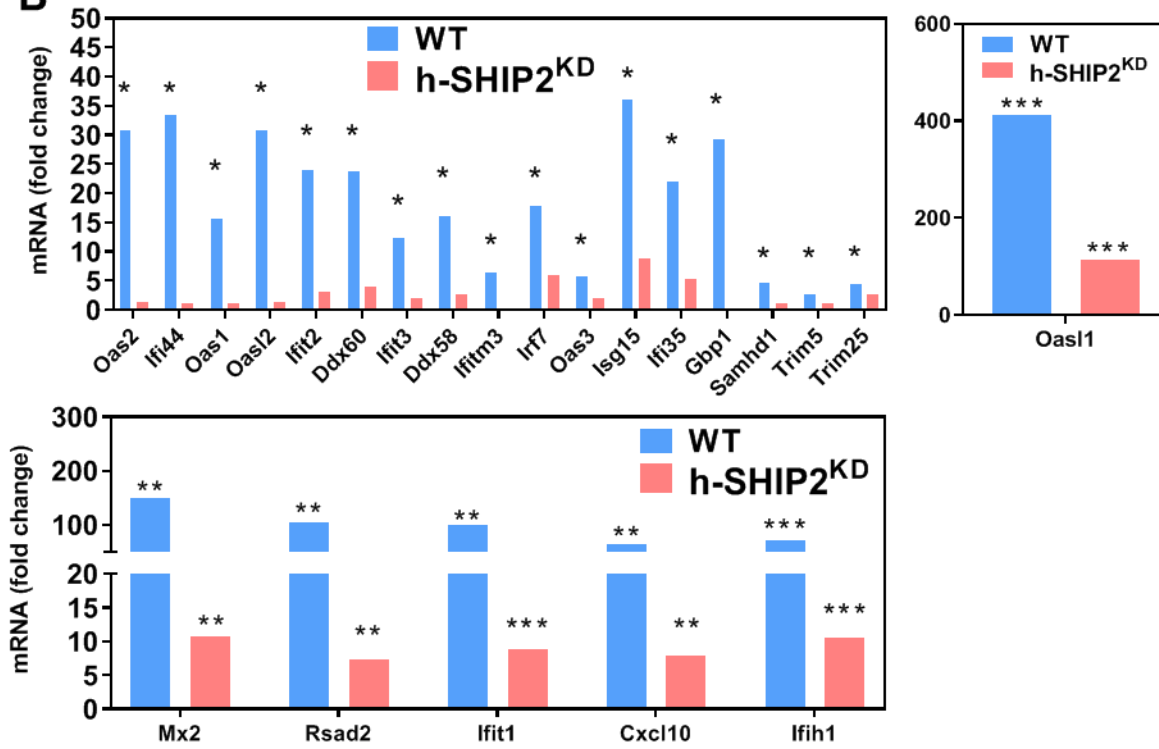 B
mRNA (fold change)
50
45
40
35
30
25
20
15
10
5
0
WT
h-SHIP2KD
* * * * * * * * * * * * * * * * *
Oas2 Ifi44 Oas1 Oasl2 Ifit2 Ddx60 Ifit3 Ddx58 Ifitm3 Irf7 Oas3 Isg15 Ifi35 Gbp1 Samhd1 Trim5 Trim25
600
400
200
0
WT
h-SHIP2KD
***
***
Oasl1
mRNA (fold change)
300
200
100
20
15
10
5
0
WT
h-SHIP2KD
** ** ** ** ***
** ** *** ** ***
Mx2 Rsad2 Ifit1 Cxcl10 Ifih1